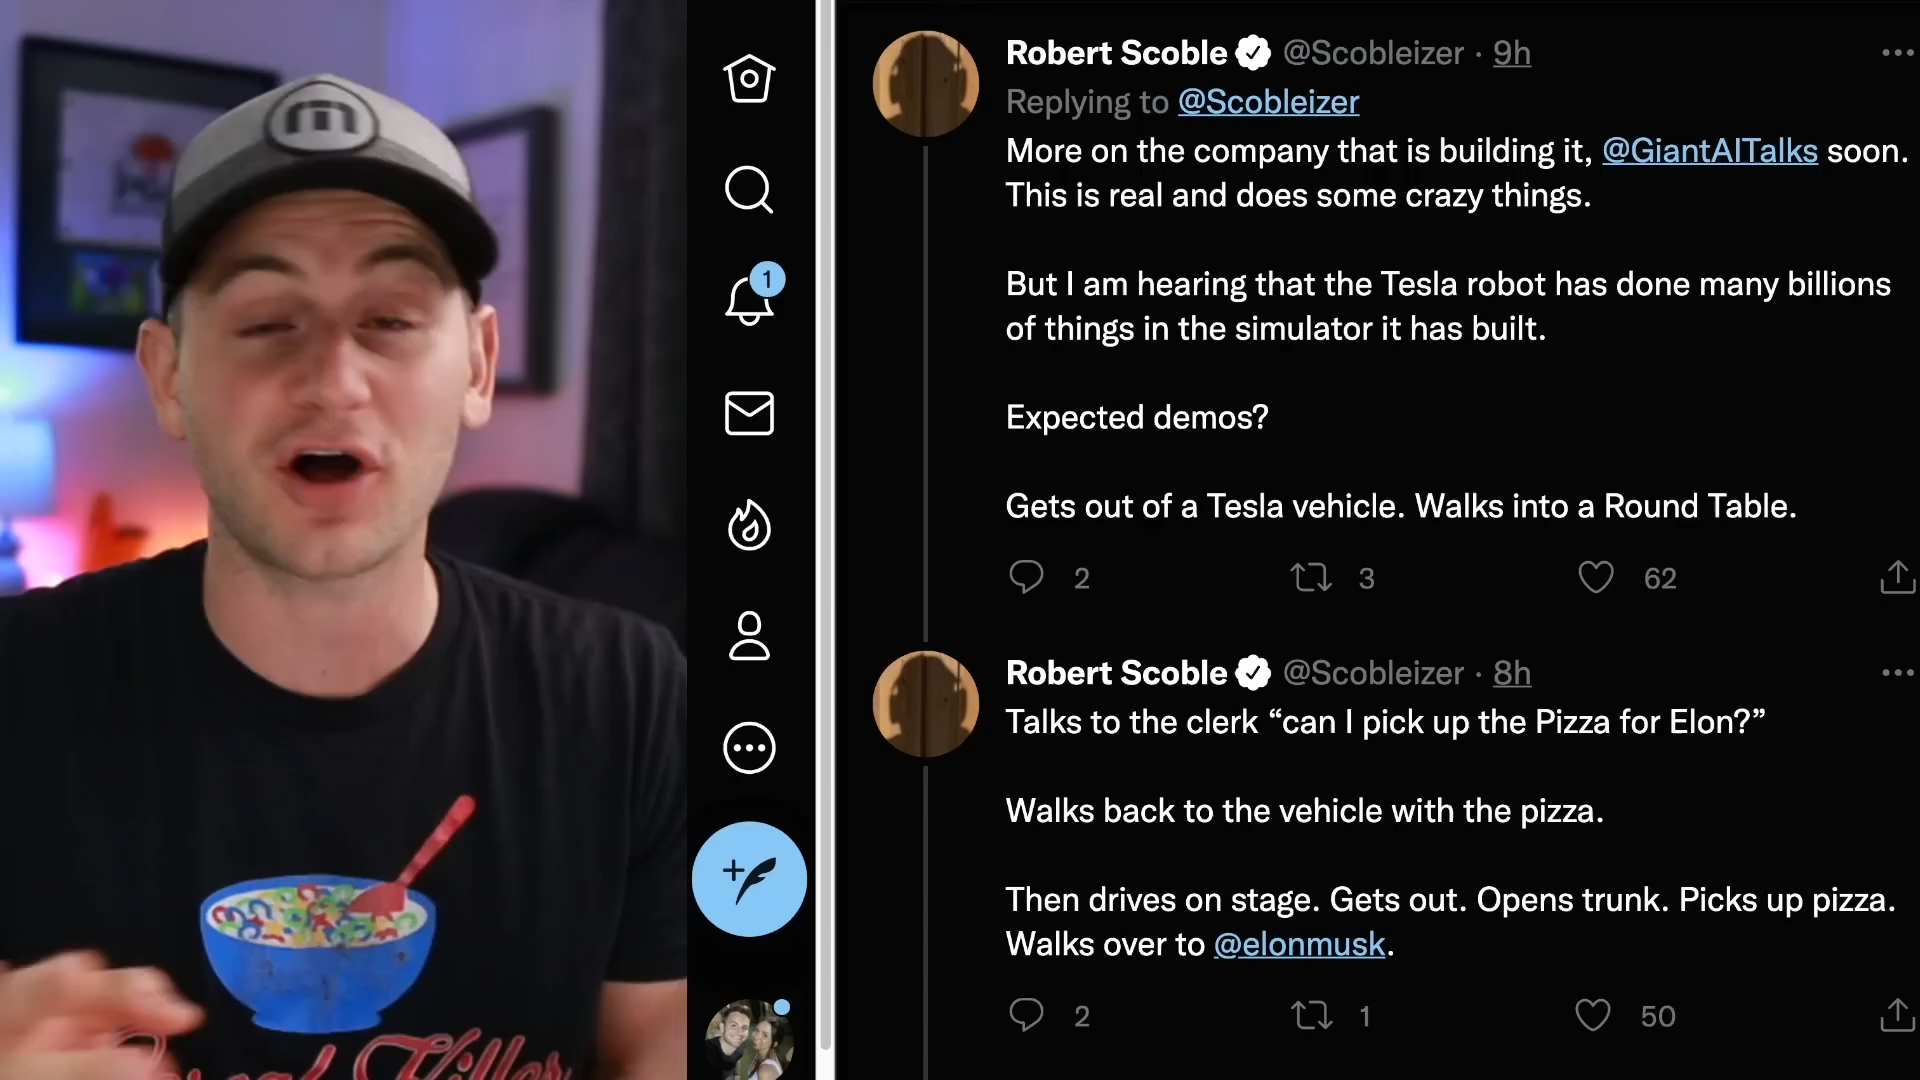 m
1
Robert Scoble @Scobleizer · 9h
Replying to @Scobleizer
More on the company that is building it, @GiantAITalks soon.
This is real and does some crazy things.
But I am hearing that the Tesla robot has done many billions
of things in the simulator it has built.
Expected demos?
Gets out of a Tesla vehicle. Walks into a Round Table.
2 3 62
Robert Scoble @Scobleizer · 8h
Talks to the clerk “can I pick up the Pizza for Elon?”
Walks back to the vehicle with the pizza.
Then drives on stage. Gets out. Opens trunk. Picks up pizza.
Walks over to @elonmusk.
2 1 50
Killer